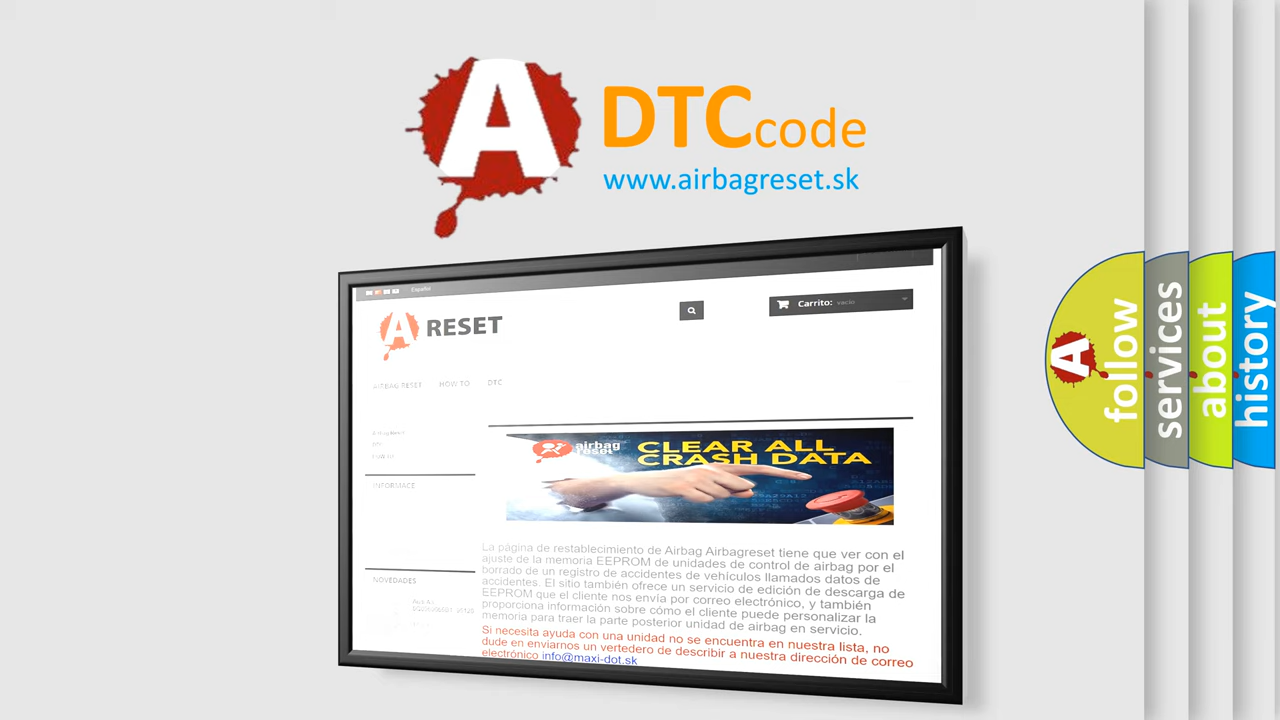 A
DTCcode
www.airbagreset.sk
Español
A RESET
Carrito: vacío
AIRBAG RESET HOW TO DTC
INFORMACE
airbag
reset
CLEAR ALL
CRASH DATA
La página de restablecimiento de Airbag Airbagreset tiene que ver con el
ajuste de la memoria EEPROM de unidades de control de airbag por el
borrado de un registro de accidentes de vehículos llamados datos de
accidentes. El sitio también ofrece un servicio de edición de descarga de
EEPROM que el cliente nos envía por correo electrónico, y también
proporciona información sobre cómo el cliente puede personalizar la
memoria para traer la parte posterior unidad de airbag en servicio.
Si necesita ayuda con una unidad no se encuentra en nuestra lista, no
dude en enviarnos un vertedero de describir a nuestra dirección de correo
electrónico info@maxi-dot.sk
NOVEDADES
A
follow
services
about
history